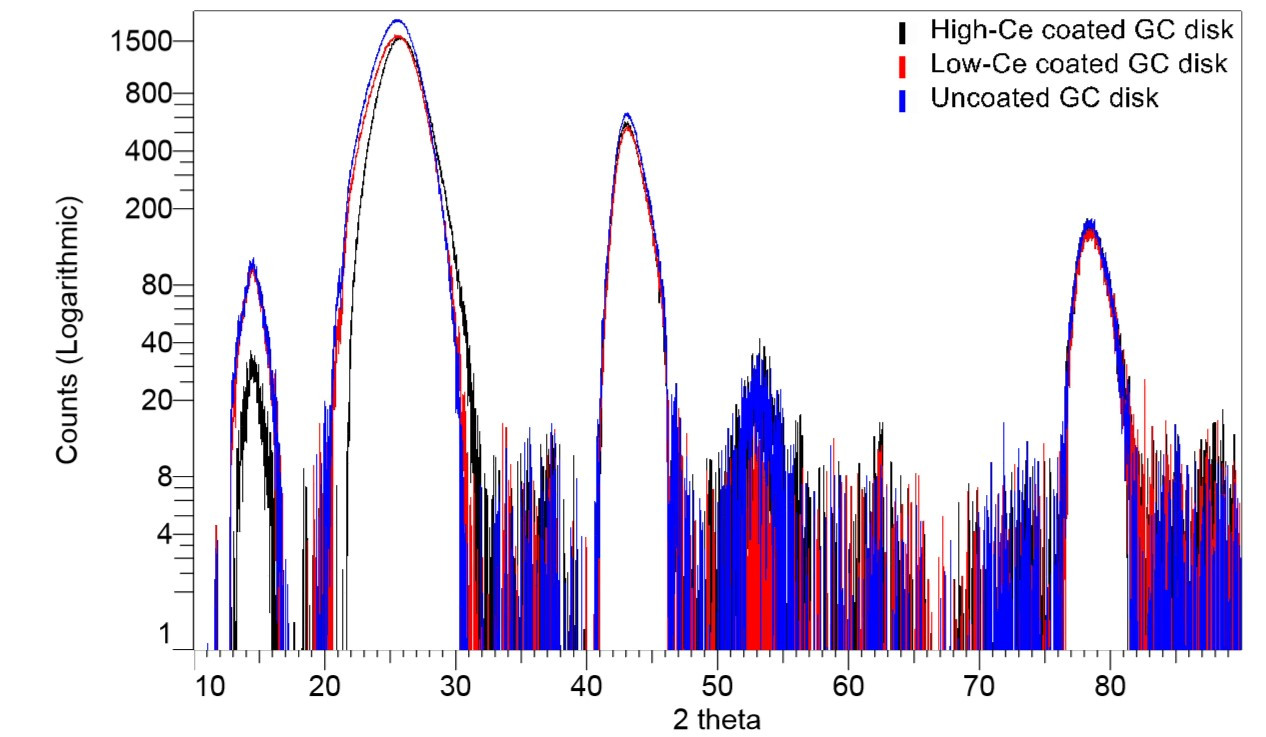 High-Ce coated GC disk
Low-Ce coated GC disk
Uncoated GC disk
Counts (Logarithmic)
1500
800
400
200
80
40
20
8
4
1
10 20 30 40 50 60 70 80
2 theta